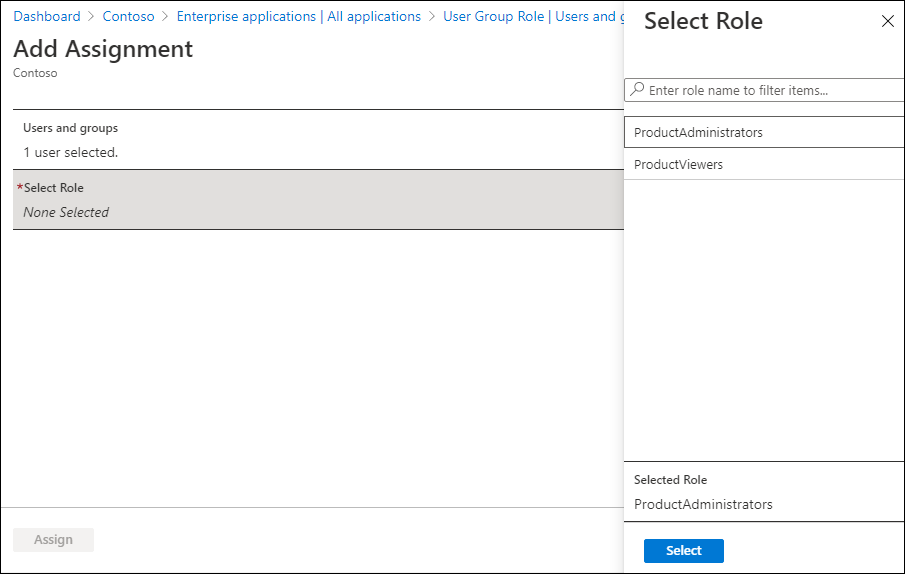 Dashboard > Contoso > Enterprise applications | All applications > User Group Role | Users and g
Add Assignment
Contoso
Users and groups
1 user selected.
*Select Role
None Selected
Assign
Select Role
Enter role name to filter items...
ProductAdministrators
ProductViewers
Selected Role
ProductAdministrators
Select